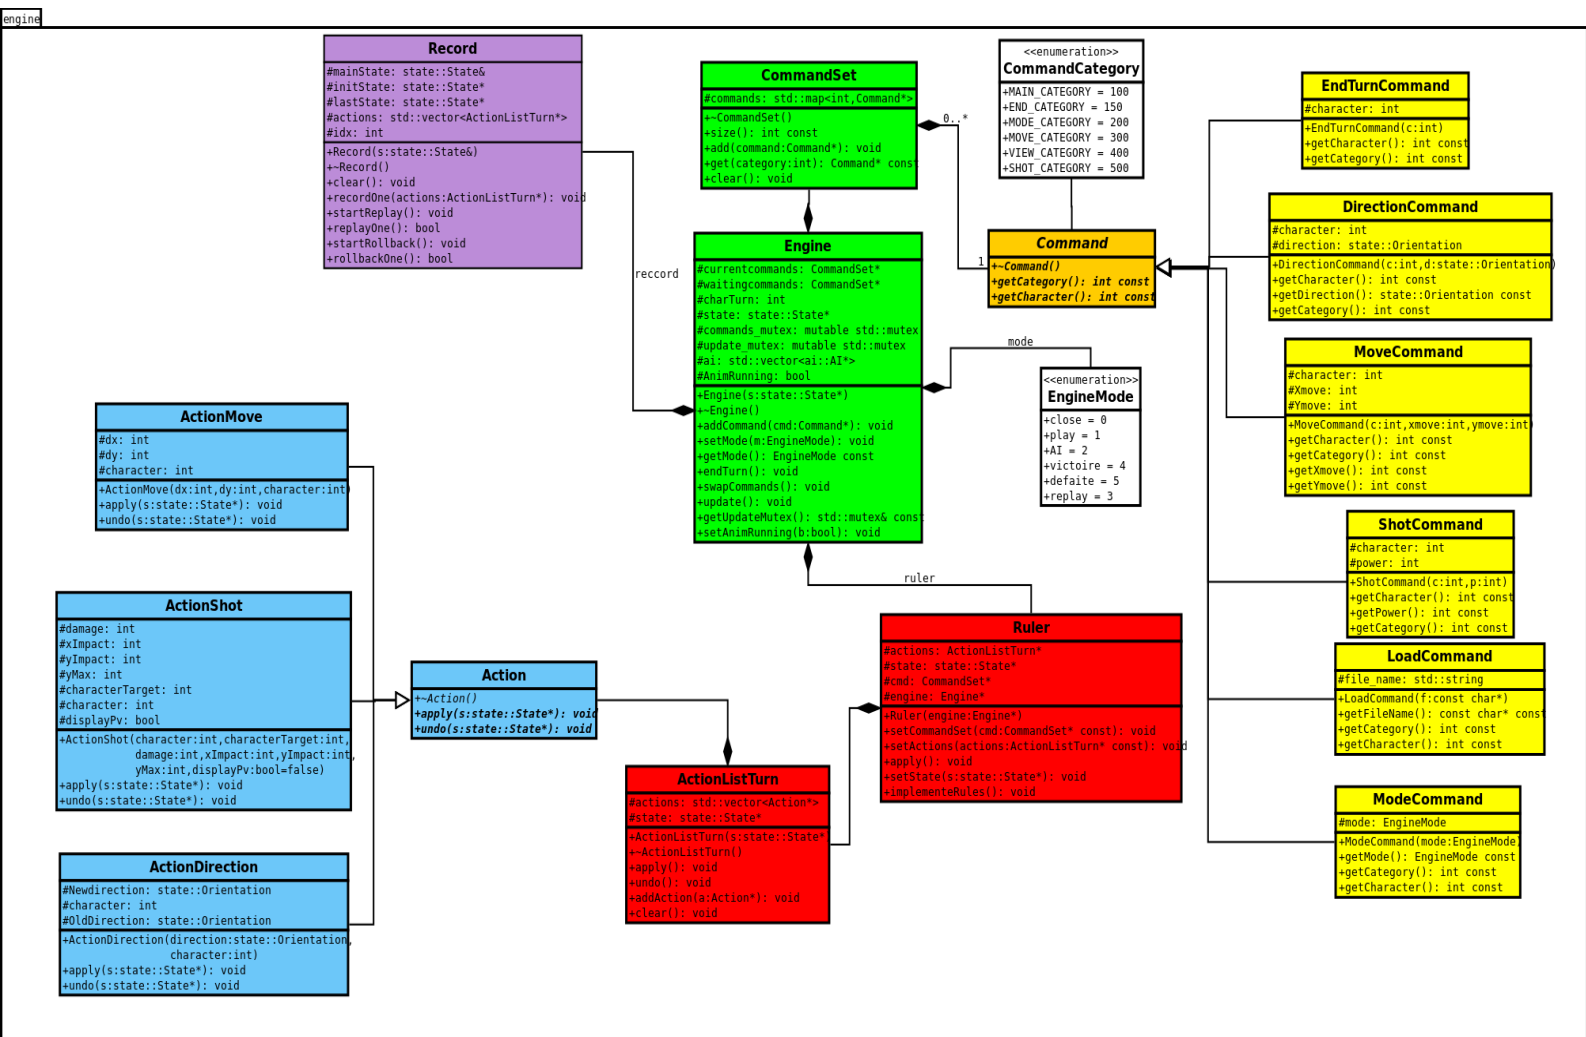 engine
Record
#mainState: state::State&
#initState: state::State*
#lastState: state::State*
#actions: std::vector<ActionListTurn*>
#idx: int
+Record(s:state::State&)
+~Record()
+clear(): void
+recordOne(actions:ActionListTurn*): void
+startReplay(): void
+replayOne(): bool
+startRollback(): void
+rollbackOne(): bool
CommandSet
#commands: std::map<int,Command*>
+~CommandSet()
+size(): int const
+add(command:Command*): void
+get(category:int): Command* const
+clear(): void
0..*
1
<<enumeration>>
CommandCategory
+MAIN_CATEGORY = 100
+END_CATEGORY = 150
+MODE_CATEGORY = 200
+MOVE_CATEGORY = 300
+VIEW_CATEGORY = 400
+SHOT_CATEGORY = 500
Command
+~Command()
+getCategory(): int const
+getCharacter(): int const
EndTurnCommand
#character: int
+EndTurnCommand(c:int)
+getCharacter(): int const
+getCategory(): int const
DirectionCommand
#character: int
#direction: state::Orientation
+DirectionCommand(c:int,d:state::Orientation)
+getCharacter(): int const
+getDirection(): state::Orientation const
+getCategory(): int const
MoveCommand
#character: int
#Xmove: int
#Ymove: int
+MoveCommand(c:int,xmove:int,ymove:int)
+getCharacter(): int const
+getCategory(): int const
+getXmove(): int const
+getYmove(): int const
ShotCommand
#character: int
#power: int
+ShotCommand(c:int,p:int)
+getCharacter(): int const
+getPower(): int const
+getCategory(): int const
LoadCommand
#file_name: std::string
+LoadCommand(f:const char*)
+getFileName(): const char* const
+getCategory(): int const
+getCharacter(): int const
ModeCommand
#mode: EngineMode
+ModeCommand(mode:EngineMode)
+getMode(): EngineMode const
+getCategory(): int const
+getCharacter(): int const
reccord
Engine
#currentcommands: CommandSet*
#waitingcommands: CommandSet*
#charTurn: int
#state: state::State*
#commands_mutex: mutable std::mutex
#update_mutex: mutable std::mutex
#ai: std::vector<ai::AI*>
#AnimRunning: bool
+Engine(s:state::State*)
+~Engine()
+addCommand(cmd:Command*): void
+setMode(m:EngineMode): void
+getMode(): EngineMode const
+endTurn(): void
+swapCommands(): void
+update(): void
+getUpdateMutex(): std::mutex& const
+setAnimRunning(b:bool): void
mode
<<enumeration>>
EngineMode
+close = 0
+play = 1
+AI = 2
+victoire = 4
+defaite = 5
+replay = 3
ruler
Ruler
#actions: ActionListTurn*
#state: state::State*
#cmd: CommandSet*
#engine: Engine*
+Ruler(engine:Engine*)
+setCommandSet(cmd:CommandSet* const): void
+setActions(actions:ActionListTurn* const): void
+apply(): void
+setState(s:state::State*): void
+implementeRules(): void
ActionListTurn
#actions: std::vector<Action*>
#state: state::State*
+ActionListTurn(s:state::State*
+~ActionListTurn()
+apply(): void
+undo(): void
+addAction(a:Action*): void
+clear(): void
Action
+~Action()
+apply(s:state::State*): void
+undo(s:state::State*): void
ActionMove
#dx: int
#dy: int
#character: int
+ActionMove(dx:int,dy:int,character:int)
+apply(s:state::State*): void
+undo(s:state::State*): void
ActionShot
#damage: int
#xImpact: int
#yImpact: int
#yMax: int
#characterTarget: int
#character: int
#displayPv: bool
+ActionShot(character:int,characterTarget:int,
damage:int,xImpact:int,yImpact:int,
yMax:int,displayPv:bool=false)
+apply(s:state::State*): void
+undo(s:state::State*): void
ActionDirection
#Newdirection: state::Orientation
#character: int
#OldDirection: state::Orientation
+ActionDirection(direction:state::Orientation,
character:int)
+apply(s:state::State*): void
+undo(s:state::State*): void